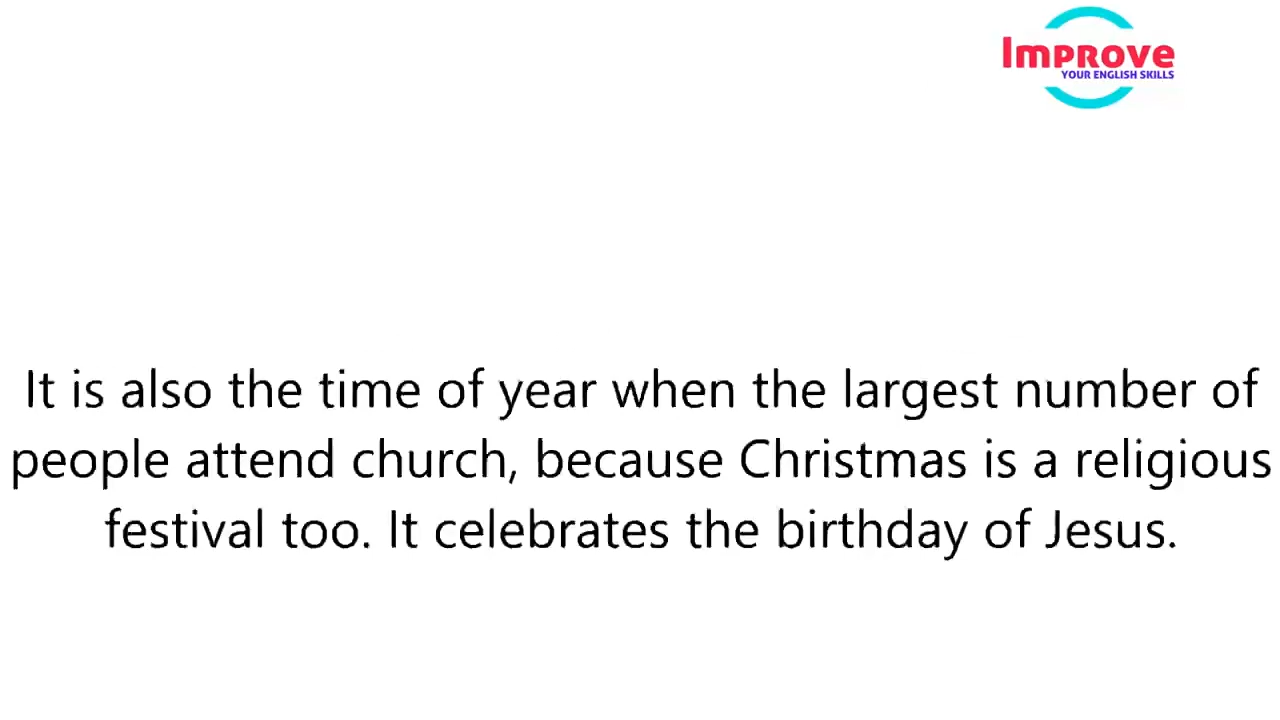 Improve
YOUR ENGLISH SKILLS
It is also the time of year when the largest number of
people attend church, because Christmas is a religious
festival too. It celebrates the birthday of Jesus.